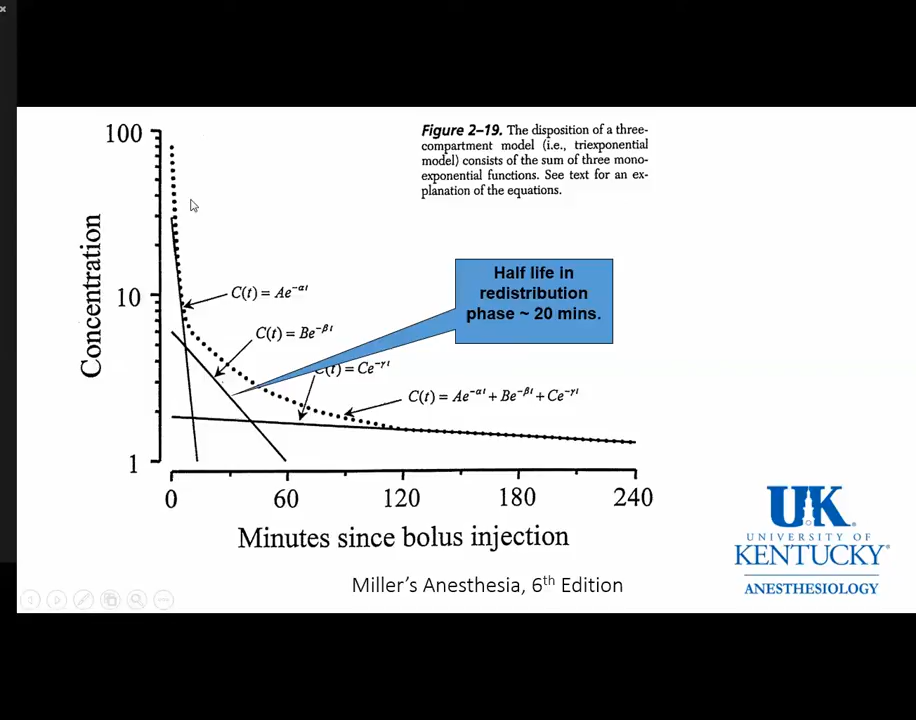 100
10
1
Concentration
Figure 2–19. The disposition of a three-
compartment model (i.e., triexponential
model) consists of the sum of three mono-
exponential functions. See text for an ex-
planation of the equations.
Half life in
redistribution
phase ~ 20 mins.
C(t) = Ae^−αt
C(t) = Be^−βt
C(t) = Ce^−γt
C(t) = Ae^−αt + Be^−βt + Ce^−γt
0 60 120 180 240
Minutes since bolus injection
Miller's Anesthesia, 6th Edition
UK
UNIVERSITY OF
KENTUCKY®
ANESTHESIOLOGY